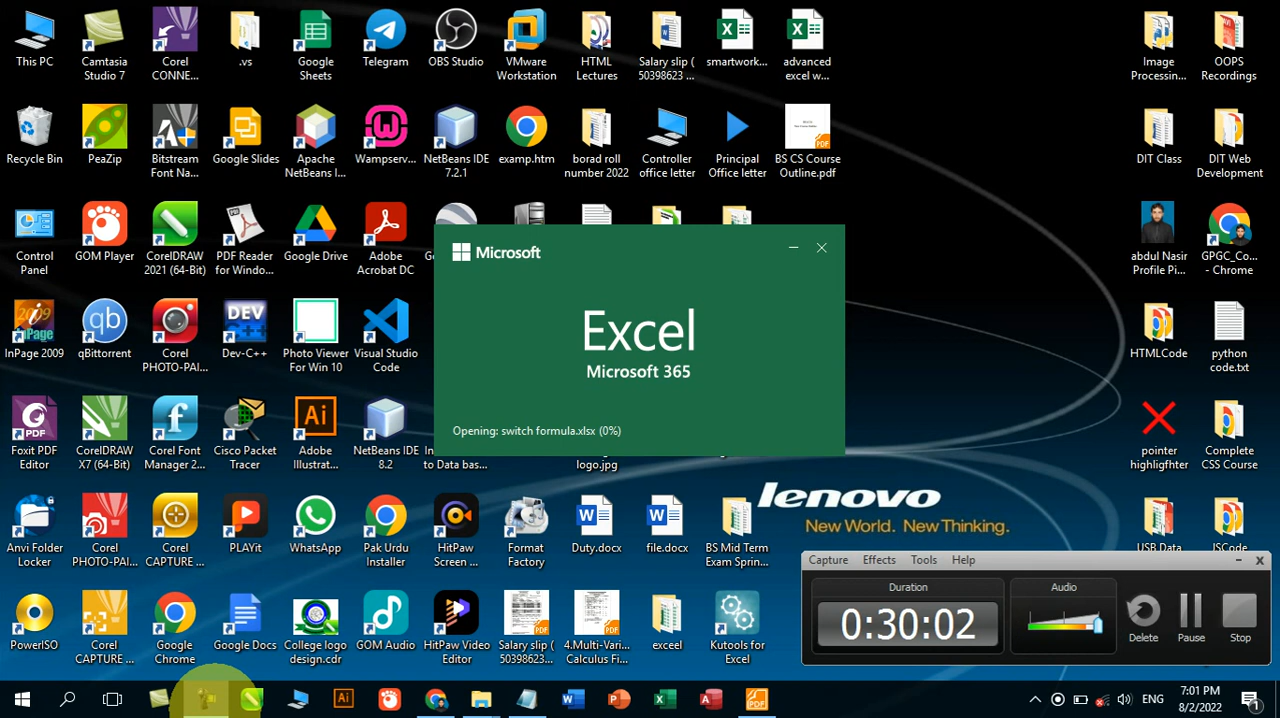 This PC
Camtasia
Studio 7
Corel
CONNE...
.vs
Google
Sheets
Telegram
OBS Studio
VMware
Workstation
HTML
Lectures
Salary slip (
50398623 ...
smartwork...
advanced
excel w...
Image
Processin...
OOPS
Recordings
Recycle Bin
PeaZip
Bitstream
Font Na...
Google Slides
Apache
NetBeans I...
Wampserv...
NetBeans IDE
7.2.1
examp.htm
borad roll
number 2022
Controller
office letter
Principal
Office letter
BS CS Course
Outline.pdf
DIT Class
DIT Web
Development
Control
Panel
GOM Player
CorelDRAW
2021 (64-Bit)
PDF Reader
for Windo...
Google Drive
Adobe
Acrobat DC
abdul Nasir
Profile Pi...
GPGC_Co...
- Chrome
Microsoft
Excel
Microsoft 365
Opening: switch formula.xlsx (0%)
InPage 2009
qBittorrent
Corel
PHOTO-PAI...
Dev-C++
Photo Viewer
For Win 10
Visual Studio
Code
HTMLCode
python
code.txt
Foxit PDF
Editor
CorelDRAW
X7 (64-Bit)
Corel Font
Manager 2...
Cisco Packet
Tracer
Adobe
Illustrat...
NetBeans IDE
8.2
to Data bas...
logo.jpg
pointer
highligfhter
Complete
CSS Course
lenovo
New World. New Thinking.
Anvi Folder
Locker
Corel
PHOTO-PAI...
Corel
CAPTURE ...
PLAYit
WhatsApp
Pak Urdu
Installer
HitPaw
Screen ...
Format
Factory
Duty.docx
file.docx
BS Mid Term
Exam Sprin...
USB Data
JSCode
PowerISO
Corel
CAPTURE ...
Google
Chrome
Google Docs
College logo
design.cdr
GOM Audio
HitPaw Video
Editor
Salary slip (
50398623...
4.Multi-Vari...
Calculus Fi...
exceel
Kutools for
Excel
Capture Effects Tools Help
Duration
0:30:02
Audio
Delete
Pause
Stop
ENG
7:01 PM
8/2/2022